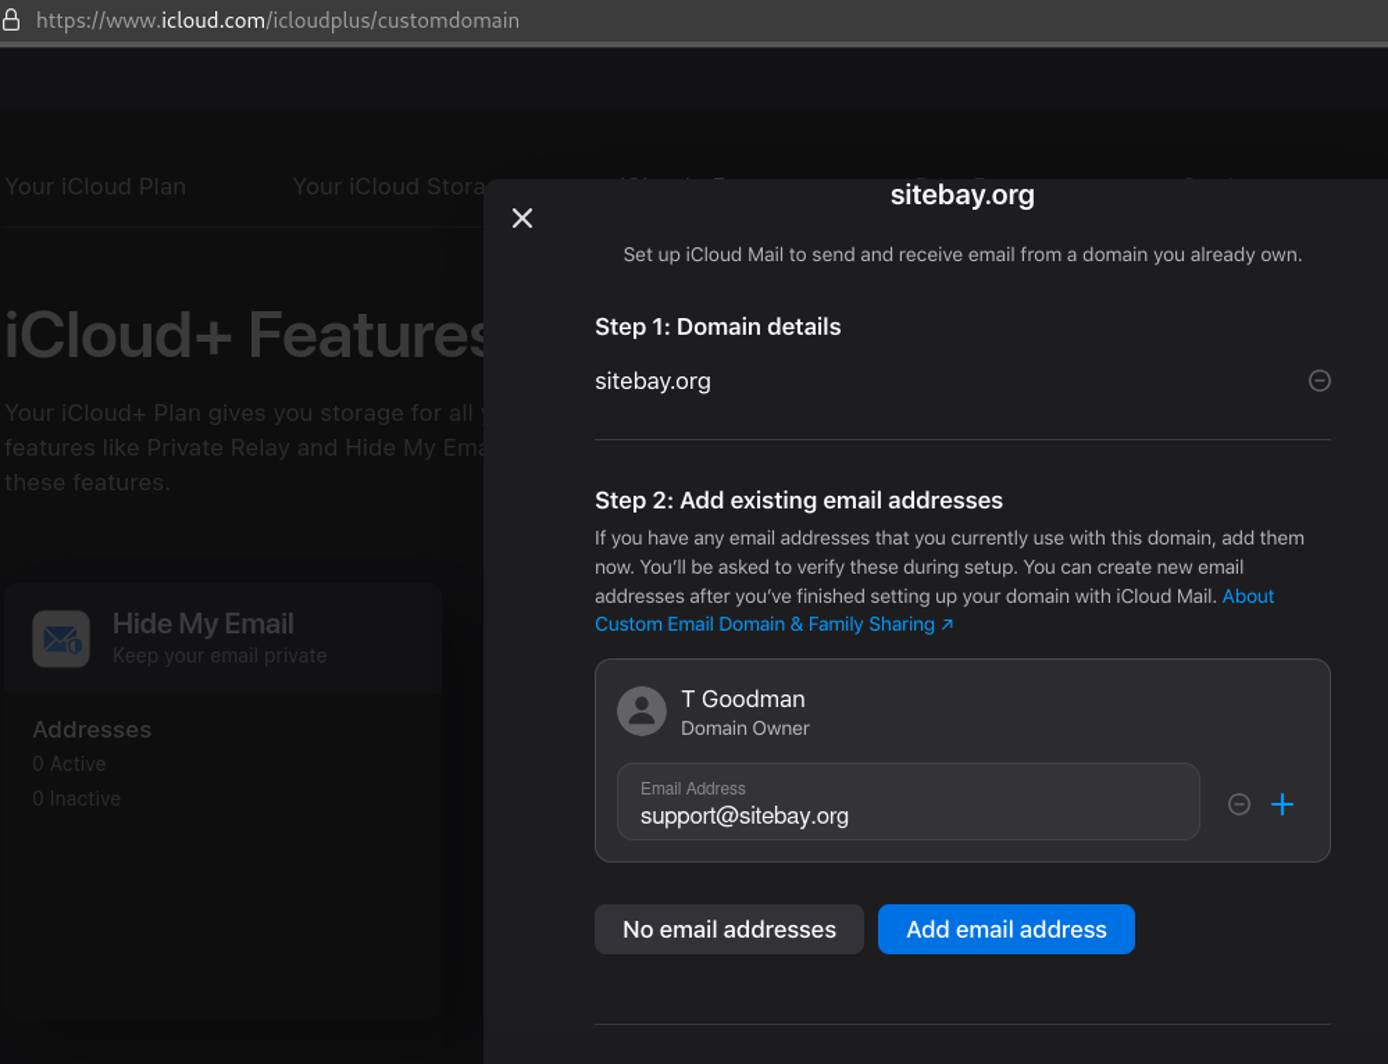 https://www.icloud.com/icloudplus/customdomain
Your iCloud Plan
Your iCloud Stora
sitebay.org
Set up iCloud Mail to send and receive email from a domain you already own.
iCloud+ Features
Your iCloud+ Plan gives you storage for all
features like Private Relay and Hide My Ema
these features.
Hide My Email
Keep your email private
Addresses
0 Active
0 Inactive
Step 1: Domain details
sitebay.org
Step 2: Add existing email addresses
If you have any email addresses that you currently use with this domain, add them
now. You’ll be asked to verify these during setup. You can create new email
addresses after you’ve finished setting up your domain with iCloud Mail. About
Custom Email Domain & Family Sharing ↗
T Goodman
Domain Owner
Email Address
support@sitebay.org
No email addresses
Add email address